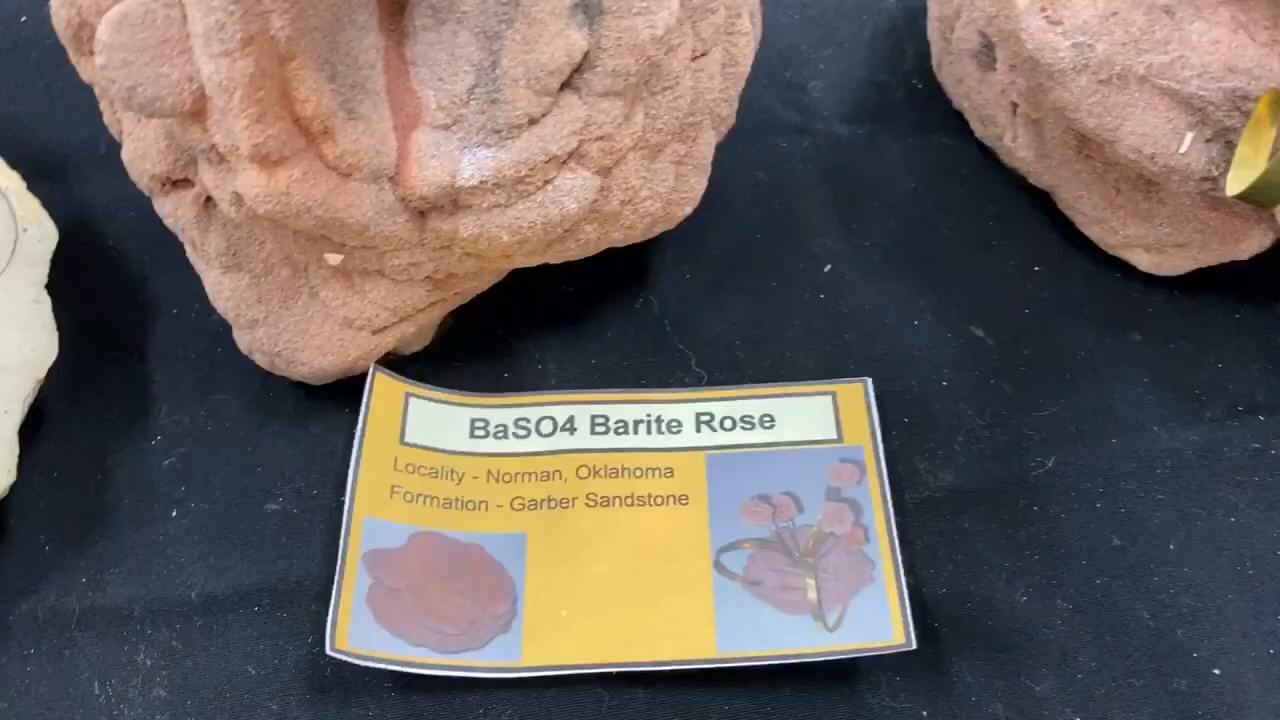 BaSO4 Barite Rose
Locality - Norman, Oklahoma
Formation - Garber Sandstone